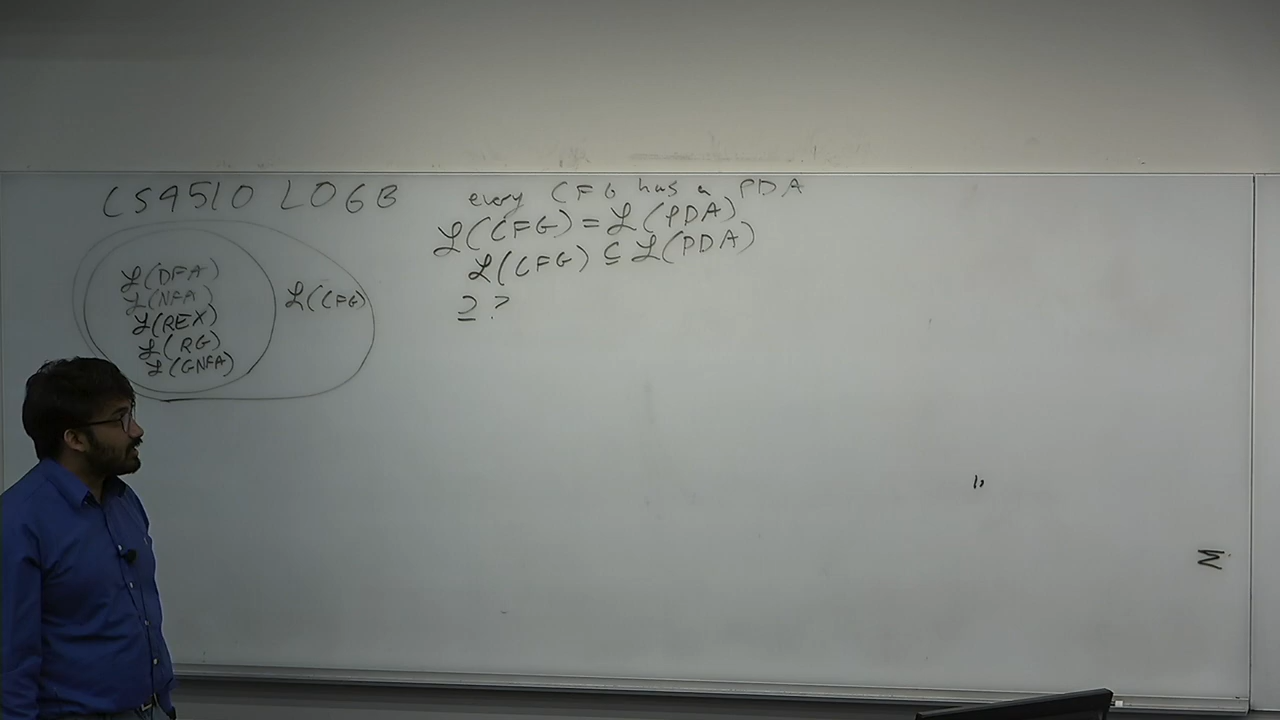 CS4510 L06B
every CFG has a PDA
ℒ(CFG) = ℒ(PDA)
ℒ(CFG) ⊆ ℒ(PDA)
⊇ ?
ℒ(DFA)
ℒ(NFA)
ℒ(REX)
ℒ(RG)
ℒ(GNFA)
ℒ(CFG)